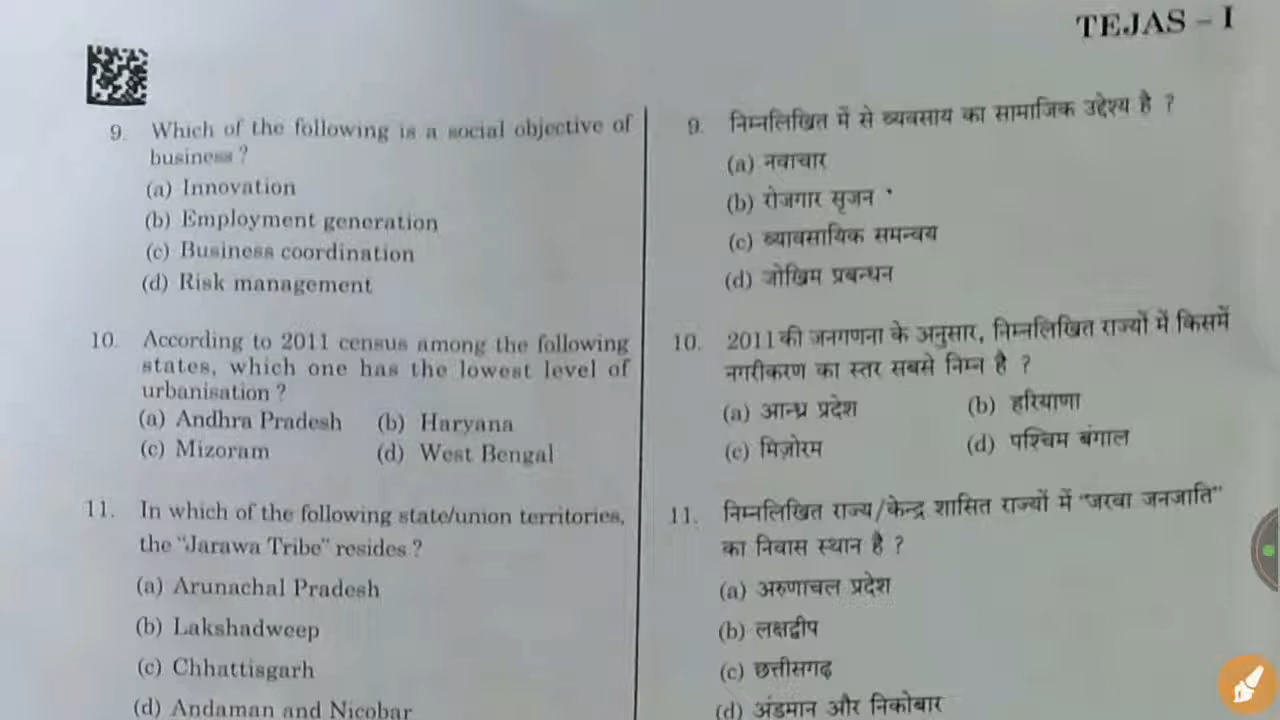 TEJAS – I
9. Which of the following is a social objective of
business ?
(a) Innovation
(b) Employment generation
(c) Business coordination
(d) Risk management
10. According to 2011 census among the following
states, which one has the lowest level of
urbanisation ?
(a) Andhra Pradesh (b) Haryana
(c) Mizoram (d) West Bengal
11. In which of the following state/union territories,
the “Jarawa Tribe” resides ?
(a) Arunachal Pradesh
(b) Lakshadweep
(c) Chhattisgarh
(d) Andaman and Nicobar
9. निम्नलिखित में से व्यवसाय का सामाजिक उद्देश्य है ?
(a) नवाचार
(b) रोजगार सृजन
(c) व्यावसायिक समन्वय
(d) जोखिम प्रबन्धन
10. 2011 की जनगणना के अनुसार, निम्नलिखित राज्यों में किसमें
नगरीकरण का स्तर सबसे निम्न है ?
(a) आन्ध्र प्रदेश (b) हरियाणा
(c) मिज़ोरम (d) पश्चिम बंगाल
11. निम्नलिखित राज्य/केन्द्र शासित राज्यों में “जरवा जनजाति”
का निवास स्थान है ?
(a) अरुणाचल प्रदेश
(b) लक्षद्वीप
(c) छत्तीसगढ़
(d) अंडमान और निकोबार